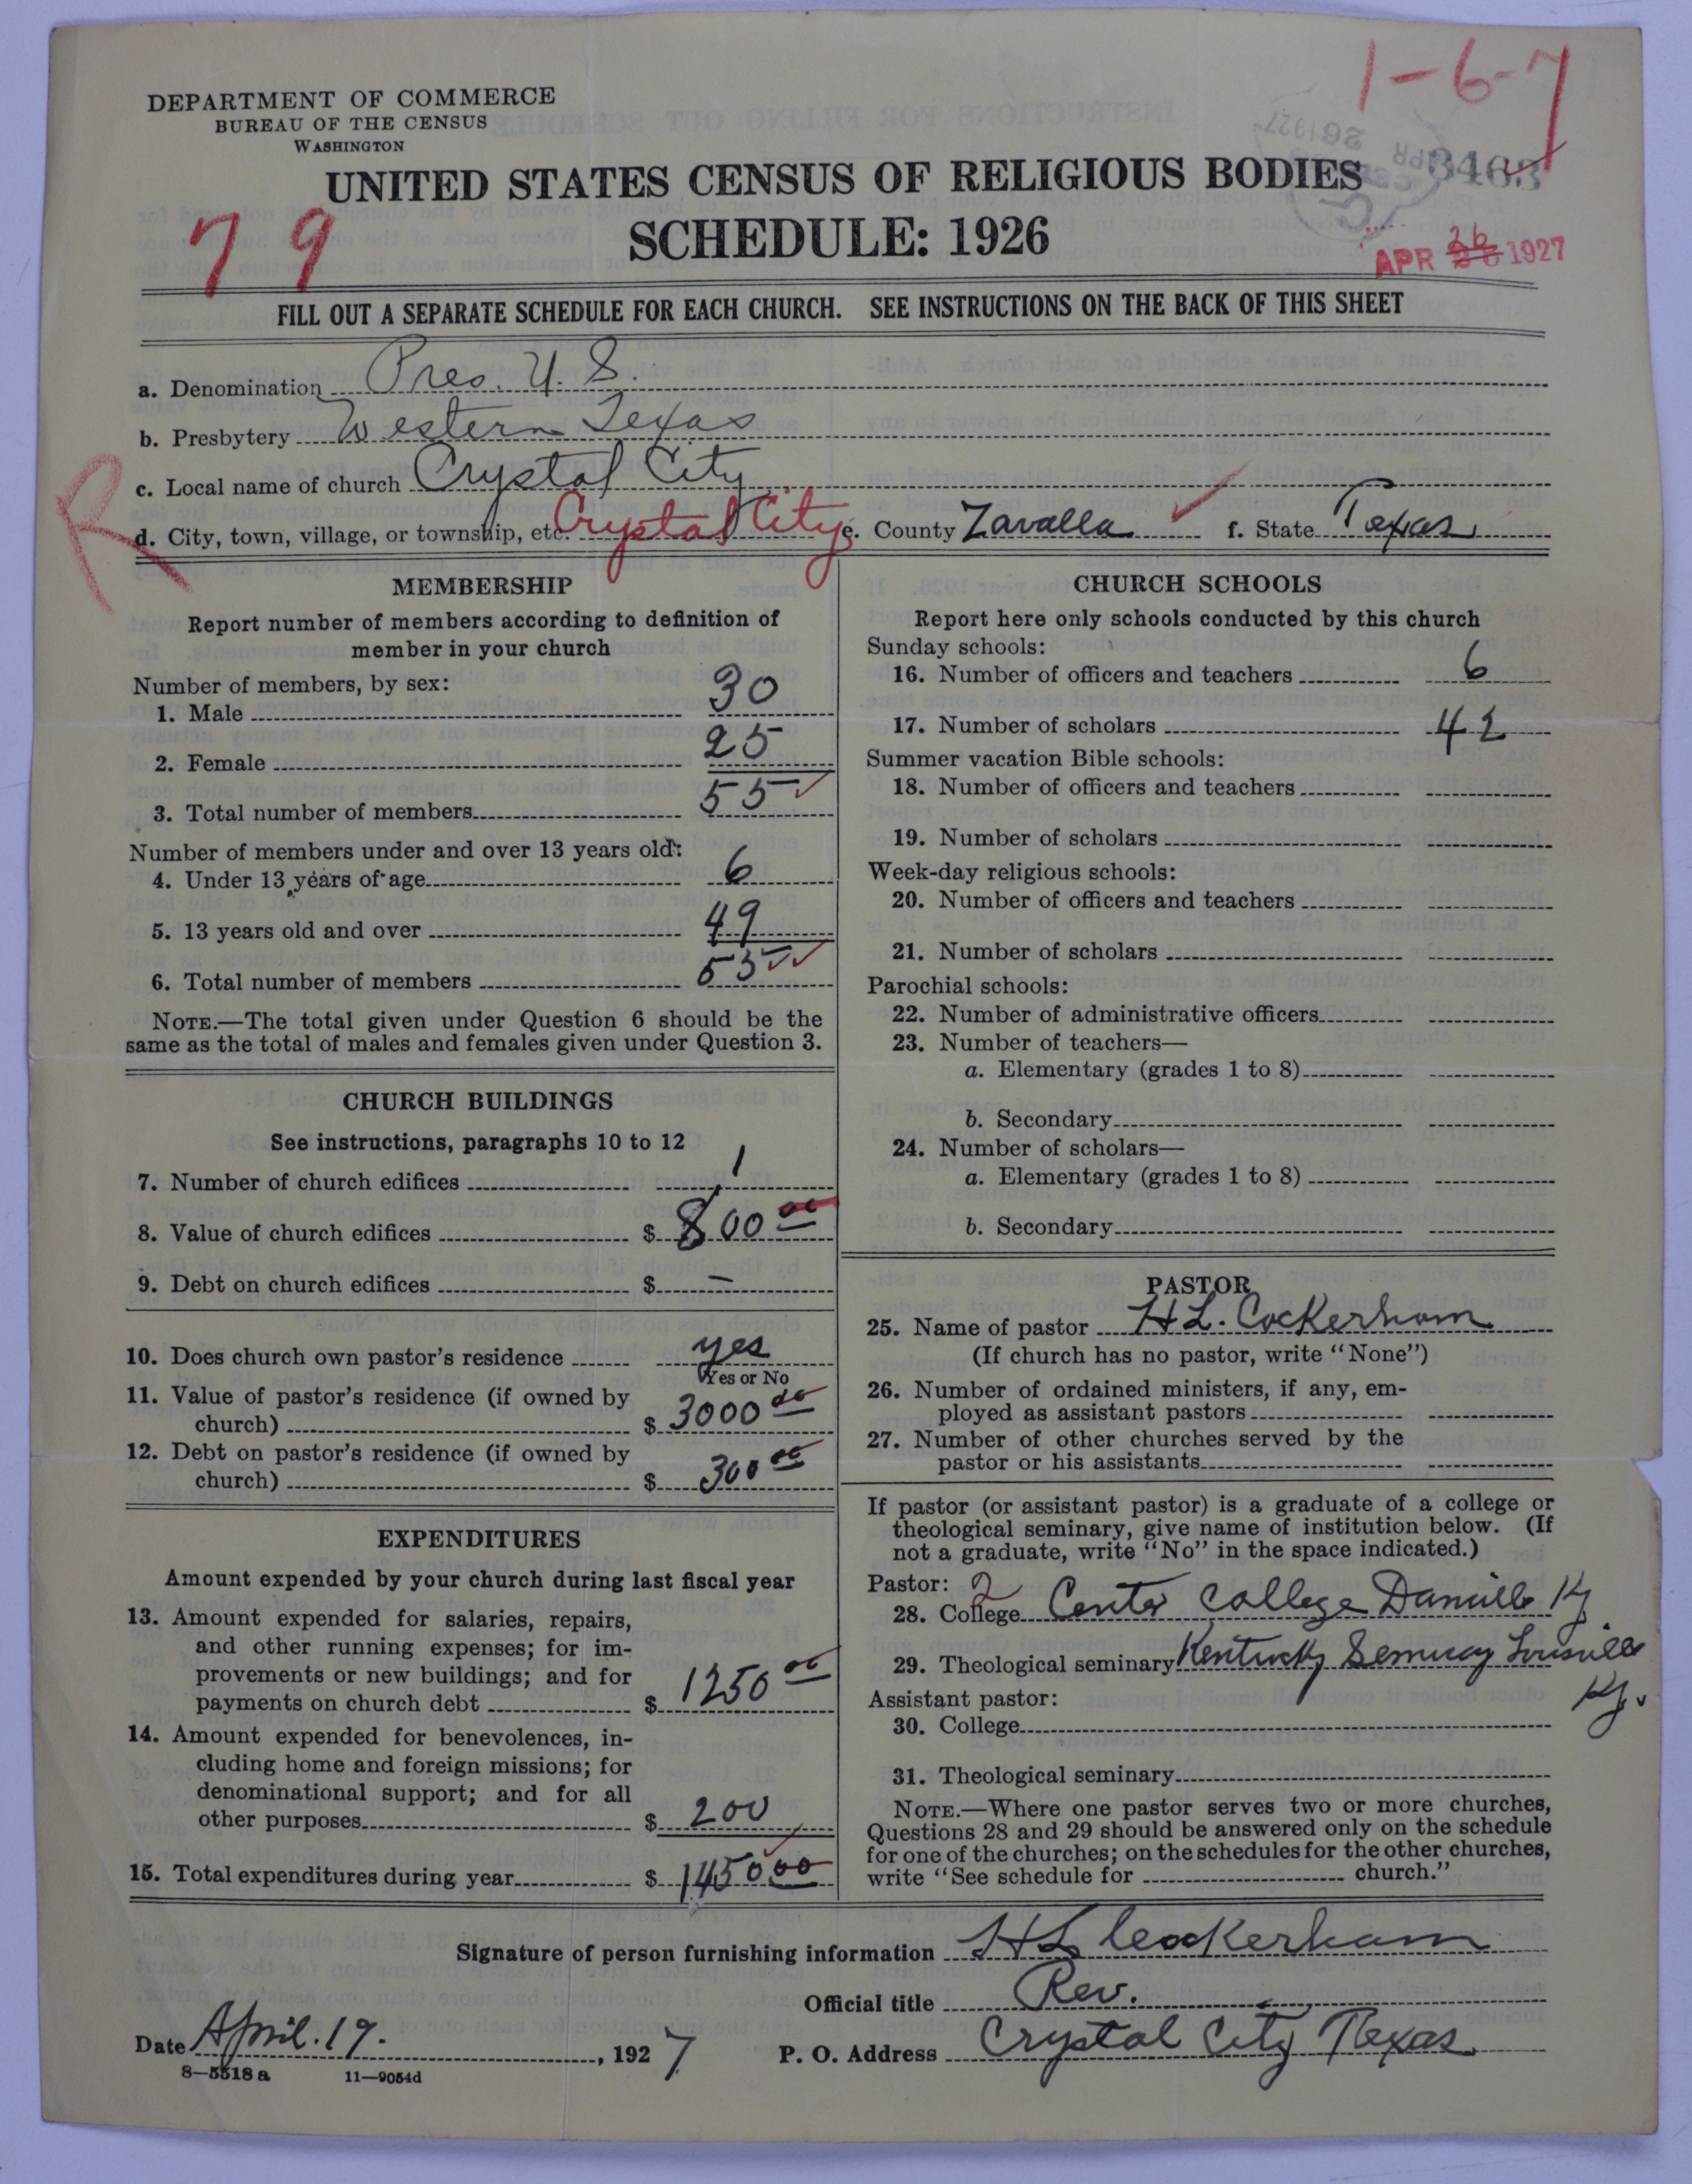 1-6-7
DEPARTMENT OF COMMERCE
BUREAU OF THE CENSUS
WASHINGTON
UNITED STATES CENSUS OF RELIGIOUS BODIES
79
SCHEDULE: 1926
APR 26 1927
FILL OUT A SEPARATE SCHEDULE FOR EACH CHURCH. SEE INSTRUCTIONS ON THE BACK OF THIS SHEET
a. Denomination Pres. U. S.
b. Presbytery Western Texas
c. Local name of church Crystal City
R
d. City, town, village, or township, etc. Crystal City e. County Zavalla f. State Texas
MEMBERSHIP
Report number of members according to definition of
member in your church
Number of members, by sex:
1. Male 30
2. Female 25
3. Total number of members 55
Number of members under and over 13 years old:
4. Under 13 years of age 6
5. 13 years old and over 49
6. Total number of members 55
NOTE.—The total given under Question 6 should be the
same as the total of males and females given under Question 3.
CHURCH BUILDINGS
See instructions, paragraphs 10 to 12
7. Number of church edifices 1
8. Value of church edifices $ 800 00
9. Debt on church edifices $ —
10. Does church own pastor's residence yes
Yes or No
11. Value of pastor's residence (if owned by
church) $ 3000 00
12. Debt on pastor's residence (if owned by
church) $ 300 00
EXPENDITURES
Amount expended by your church during last fiscal year
13. Amount expended for salaries, repairs,
and other running expenses; for im-
provements or new buildings; and for
payments on church debt $ 1250 00
14. Amount expended for benevolences, in-
cluding home and foreign missions; for
denominational support; and for all
other purposes $ 200
15. Total expenditures during year $ 1450 00
CHURCH SCHOOLS
Report here only schools conducted by this church
Sunday schools:
16. Number of officers and teachers 6
17. Number of scholars 42
Summer vacation Bible schools:
18. Number of officers and teachers
19. Number of scholars
Week-day religious schools:
20. Number of officers and teachers
21. Number of scholars
Parochial schools:
22. Number of administrative officers
23. Number of teachers—
a. Elementary (grades 1 to 8)
b. Secondary
24. Number of scholars—
a. Elementary (grades 1 to 8)
b. Secondary
PASTOR
25. Name of pastor H L. Cockerham
(If church has no pastor, write "None")
26. Number of ordained ministers, if any, em-
ployed as assistant pastors
27. Number of other churches served by the
pastor or his assistants
If pastor (or assistant pastor) is a graduate of a college or
theological seminary, give name of institution below. (If
not a graduate, write "No" in the space indicated.)
Pastor: 2
28. College Center College Danville Ky
29. Theological seminary Kentucky Seminary Louisville
Ky.
Assistant pastor:
30. College
31. Theological seminary
NOTE.—Where one pastor serves two or more churches,
Questions 28 and 29 should be answered only on the schedule
for one of the churches; on the schedules for the other churches,
write "See schedule for church."
Signature of person furnishing information H L Cockerham
Official title Rev.
Date April. 19. , 1927
P. O. Address Crystal City Texas
8—5518 a 11—9054d